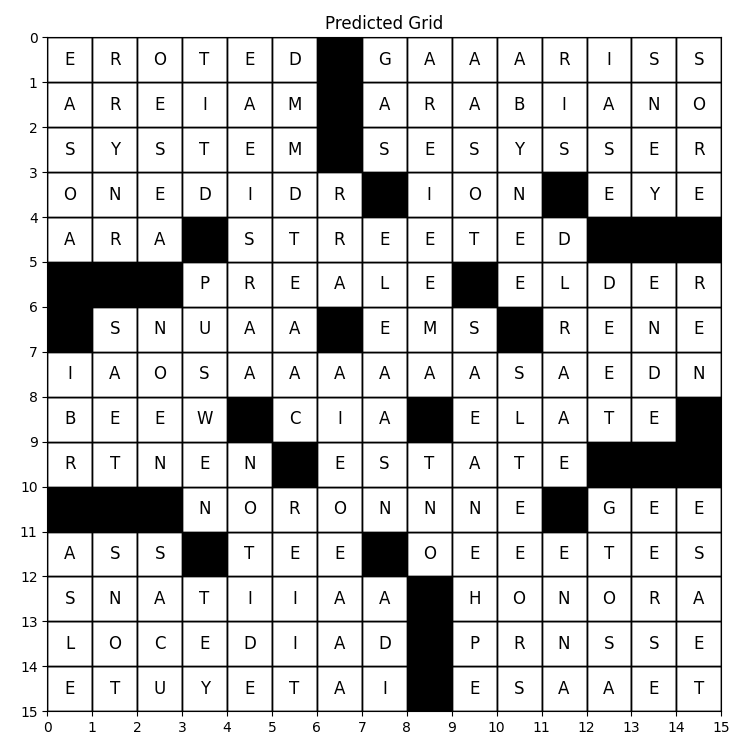 Predicted Grid
0
E R O T E D G A A A R I S S
1
A R E I A M A R A B I A N O
2
S Y S T E M S E S Y S S E R
3
O N E D I D R I O N E Y E
4
A R A S T R E E T E D
5
P R E A L E E L D E R
6
S N U A A E M S R E N E
7
I A O S A A A A A A S A E D N
8
B E E W C I A E L A T E
9
R T N E N E S T A T E
10
N O R O N N N E G E E
11
A S S T E E O E E E T E S
12
S N A T I I A A H O N O R A
13
L O C E D I A D P R N S S E
14
E T U Y E T A I E S A A E T
15
0 1 2 3 4 5 6 7 8 9 10 11 12 13 14 15